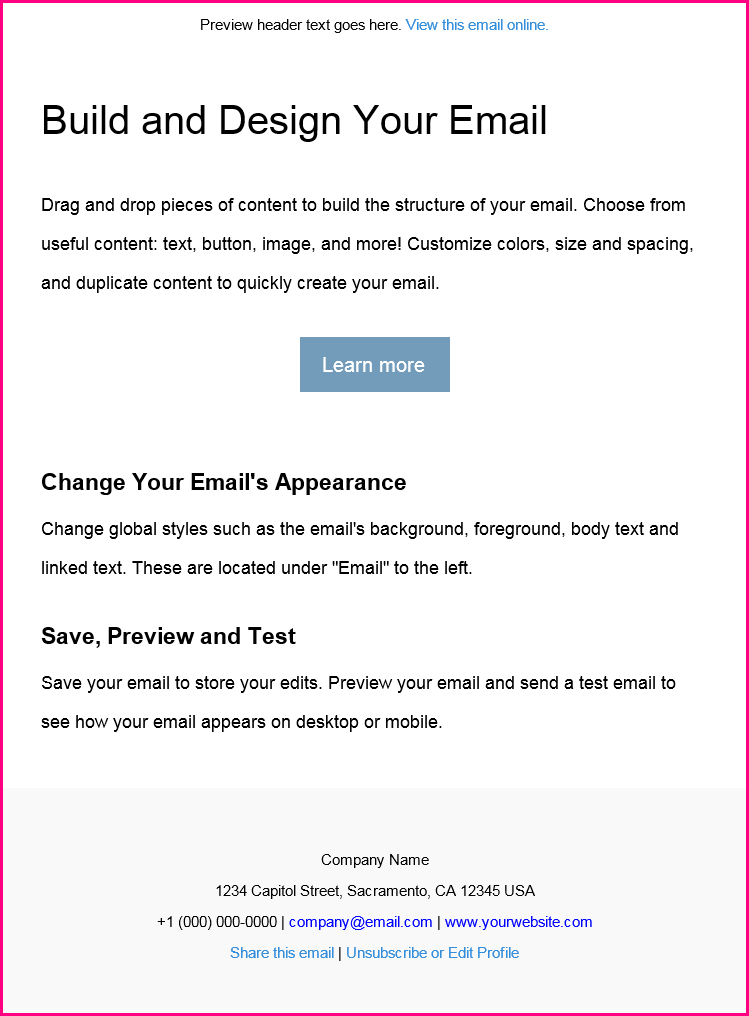 Preview header text goes here. View this email online.
Build and Design Your Email
Drag and drop pieces of content to build the structure of your email. Choose from
useful content: text, button, image, and more! Customize colors, size and spacing,
and duplicate content to quickly create your email.
Learn more
Change Your Email's Appearance
Change global styles such as the email's background, foreground, body text and
linked text. These are located under "Email" to the left.
Save, Preview and Test
Save your email to store your edits. Preview your email and send a test email to
see how your email appears on desktop or mobile.
Company Name
1234 Capitol Street, Sacramento, CA 12345 USA
+1 (000) 000-0000 | company@email.com | www.yourwebsite.com
Share this email | Unsubscribe or Edit Profile